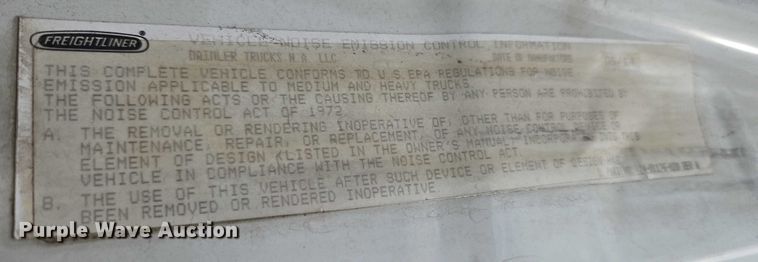 FREIGHTLINER
VEHICLE NOISE EMISSION CONTROL INFORMATION
DAIMLER TRUCKS N.A. LLC DATE OF MANUFACTURE
THIS COMPLETE VEHICLE CONFORMS TO U.S.EPA REGULATIONS FOR NOISE
EMISSION APPLICABLE TO MEDIUM AND HEAVY TRUCKS.
THE FOLLOWING ACTS OR THE CAUSING THEREOF BY ANY PERSON ARE PROHIBITED BY
THE NOISE CONTROL ACT OF 1972.
A. THE REMOVAL OR RENDERING INOPERATIVE OF, OTHER THAN FOR PURPOSES OF
MAINTENANCE, REPAIR, OR REPLACEMENT, OF ANY NOISE CONTROL
ELEMENT OF DESIGN (LISTED IN THE OWNER'S MANUAL) INCORPORATED INTO THIS
VEHICLE IN COMPLIANCE WITH THE NOISE CONTROL ACT.
B. THE USE OF THIS VEHICLE AFTER SUCH DEVICE OR ELEMENT OF DESIGN HAS
BEEN REMOVED OR RENDERED INOPERATIVE
Purple Wave Auction